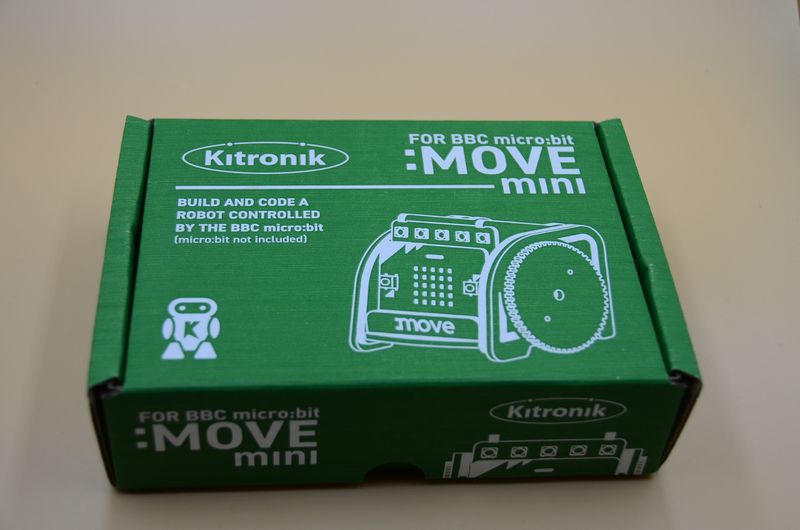 Kitronik
FOR BBC micro:bit
:MOVE
mini
BUILD AND CODE A
ROBOT CONTROLLED
BY THE BBC micro:bit
(micro:bit not included)
K
:move
FOR BBC micro:bit
:MOVE
mini
Kitronik